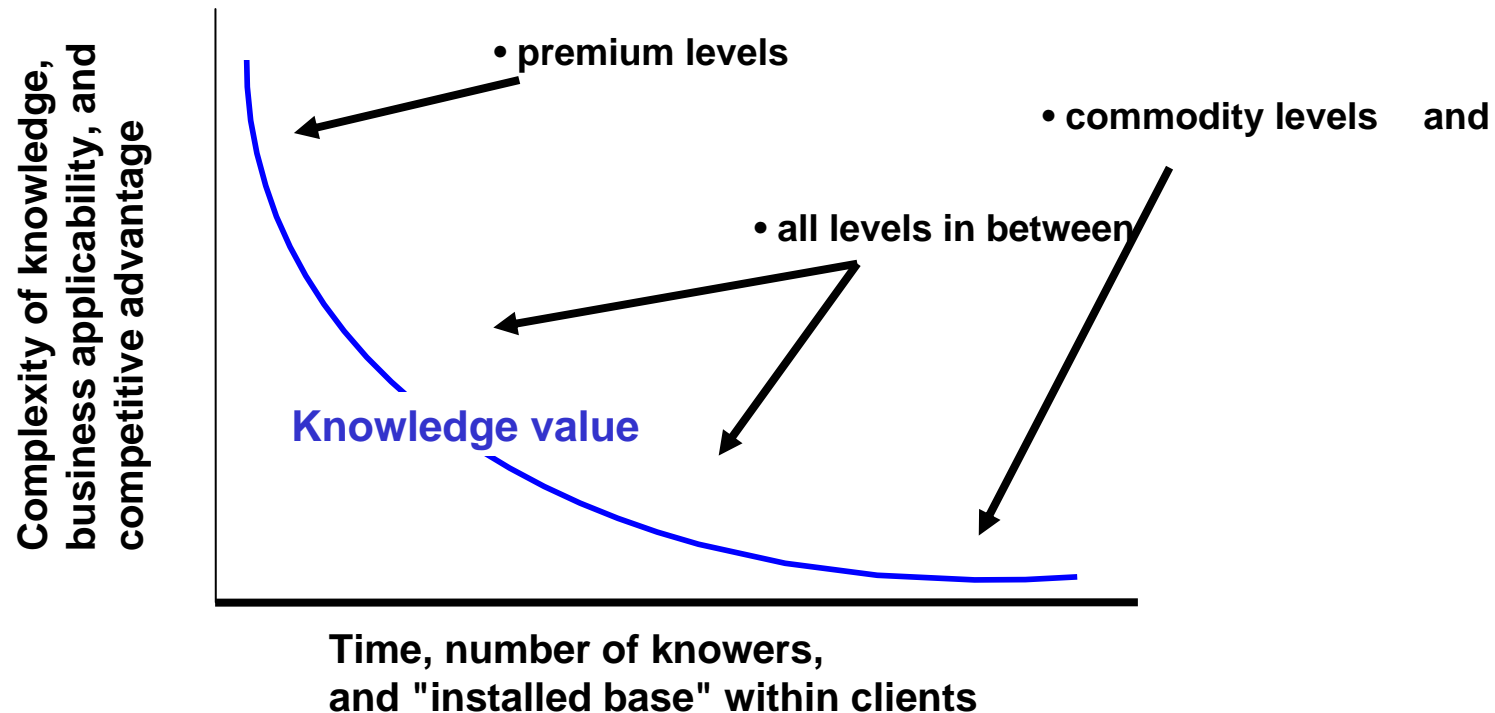 Complexity of knowledge,
business applicability, and
competitive advantage
• premium levels
• commodity levels and
• all levels in between
Knowledge value
Time, number of knowers,
and "installed base" within clients